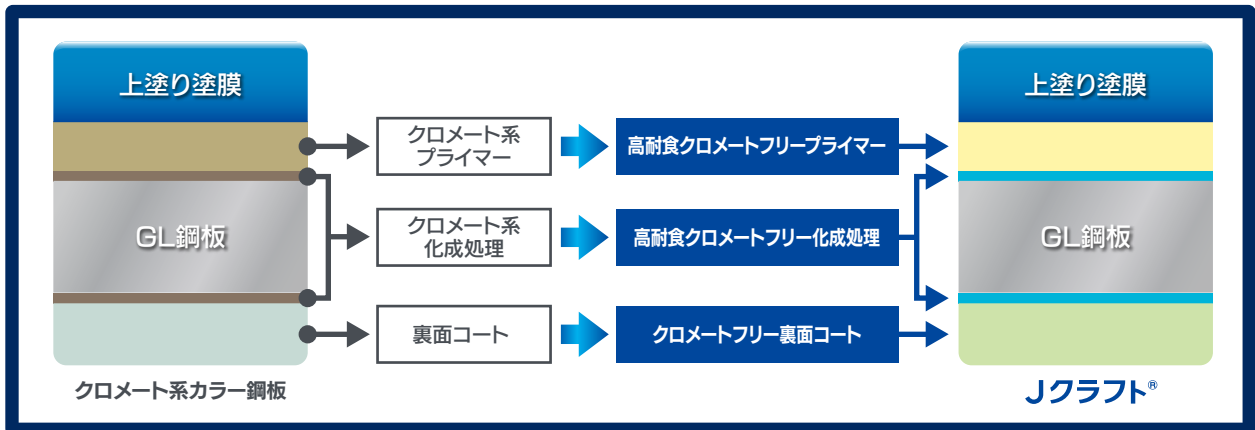 上塗り塗膜
GL鋼板
クロメート系カラー鋼板
クロメート系
プライマー
クロメート系
化成処理
裏面コート
高耐食クロメートフリープライマー
高耐食クロメートフリー化成処理
クロメートフリー裏面コート
上塗り塗膜
GL鋼板
Jクラフト®